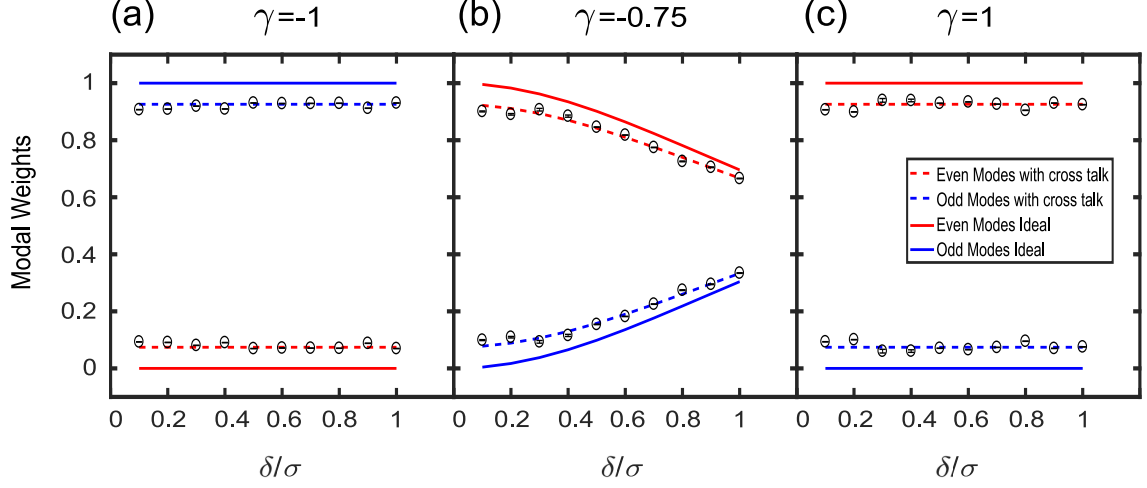 (a) γ=-1
(b) γ=-0.75
(c) γ=1
Modal Weights
1
0.8
0.6
0.4
0.2
0
Even Modes with cross talk
Odd Modes with cross talk
Even Modes Ideal
Odd Modes Ideal
0 0.2 0.4 0.6 0.8 1
0 0.2 0.4 0.6 0.8 1
0 0.2 0.4 0.6 0.8 1
δ/σ
δ/σ
δ/σ